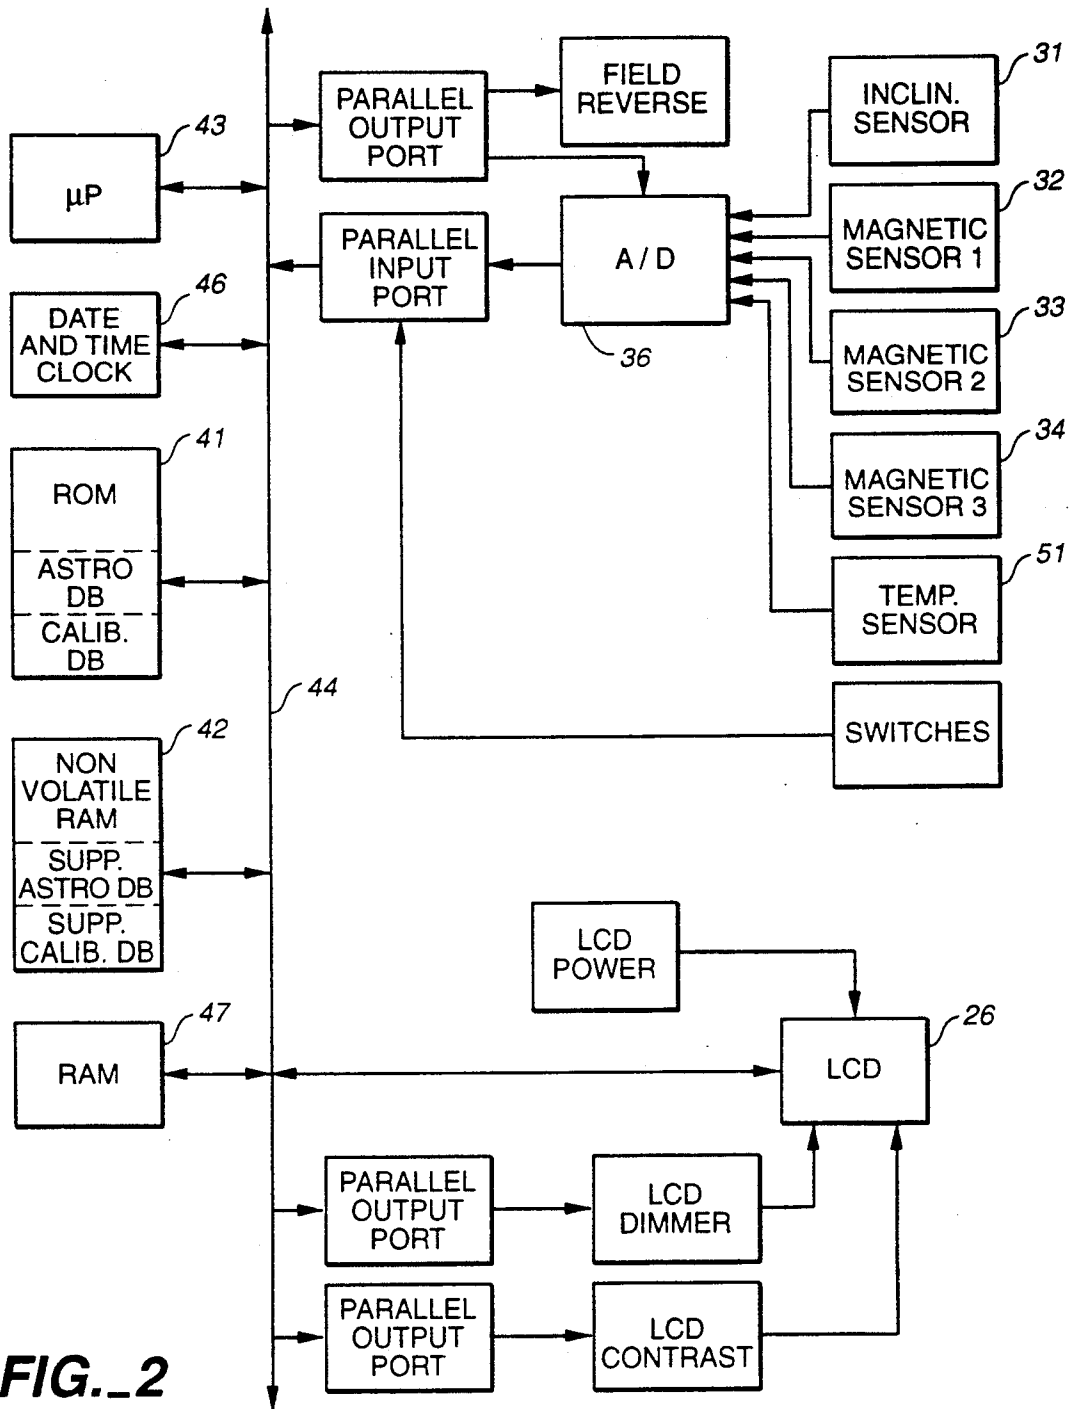 43
µP
46
DATE
AND TIME
CLOCK
41
ROM
ASTRO
DB
CALIB.
DB
42
NON
VOLATILE
RAM
SUPP.
ASTRO DB
SUPP.
CALIB. DB
47
RAM
44
PARALLEL
OUTPUT
PORT
FIELD
REVERSE
PARALLEL
INPUT
PORT
A / D
36
31
INCLIN.
SENSOR
32
MAGNETIC
SENSOR 1
33
MAGNETIC
SENSOR 2
34
MAGNETIC
SENSOR 3
51
TEMP.
SENSOR
SWITCHES
LCD
POWER
26
LCD
PARALLEL
OUTPUT
PORT
LCD
DIMMER
PARALLEL
OUTPUT
PORT
LCD
CONTRAST
FIG._2